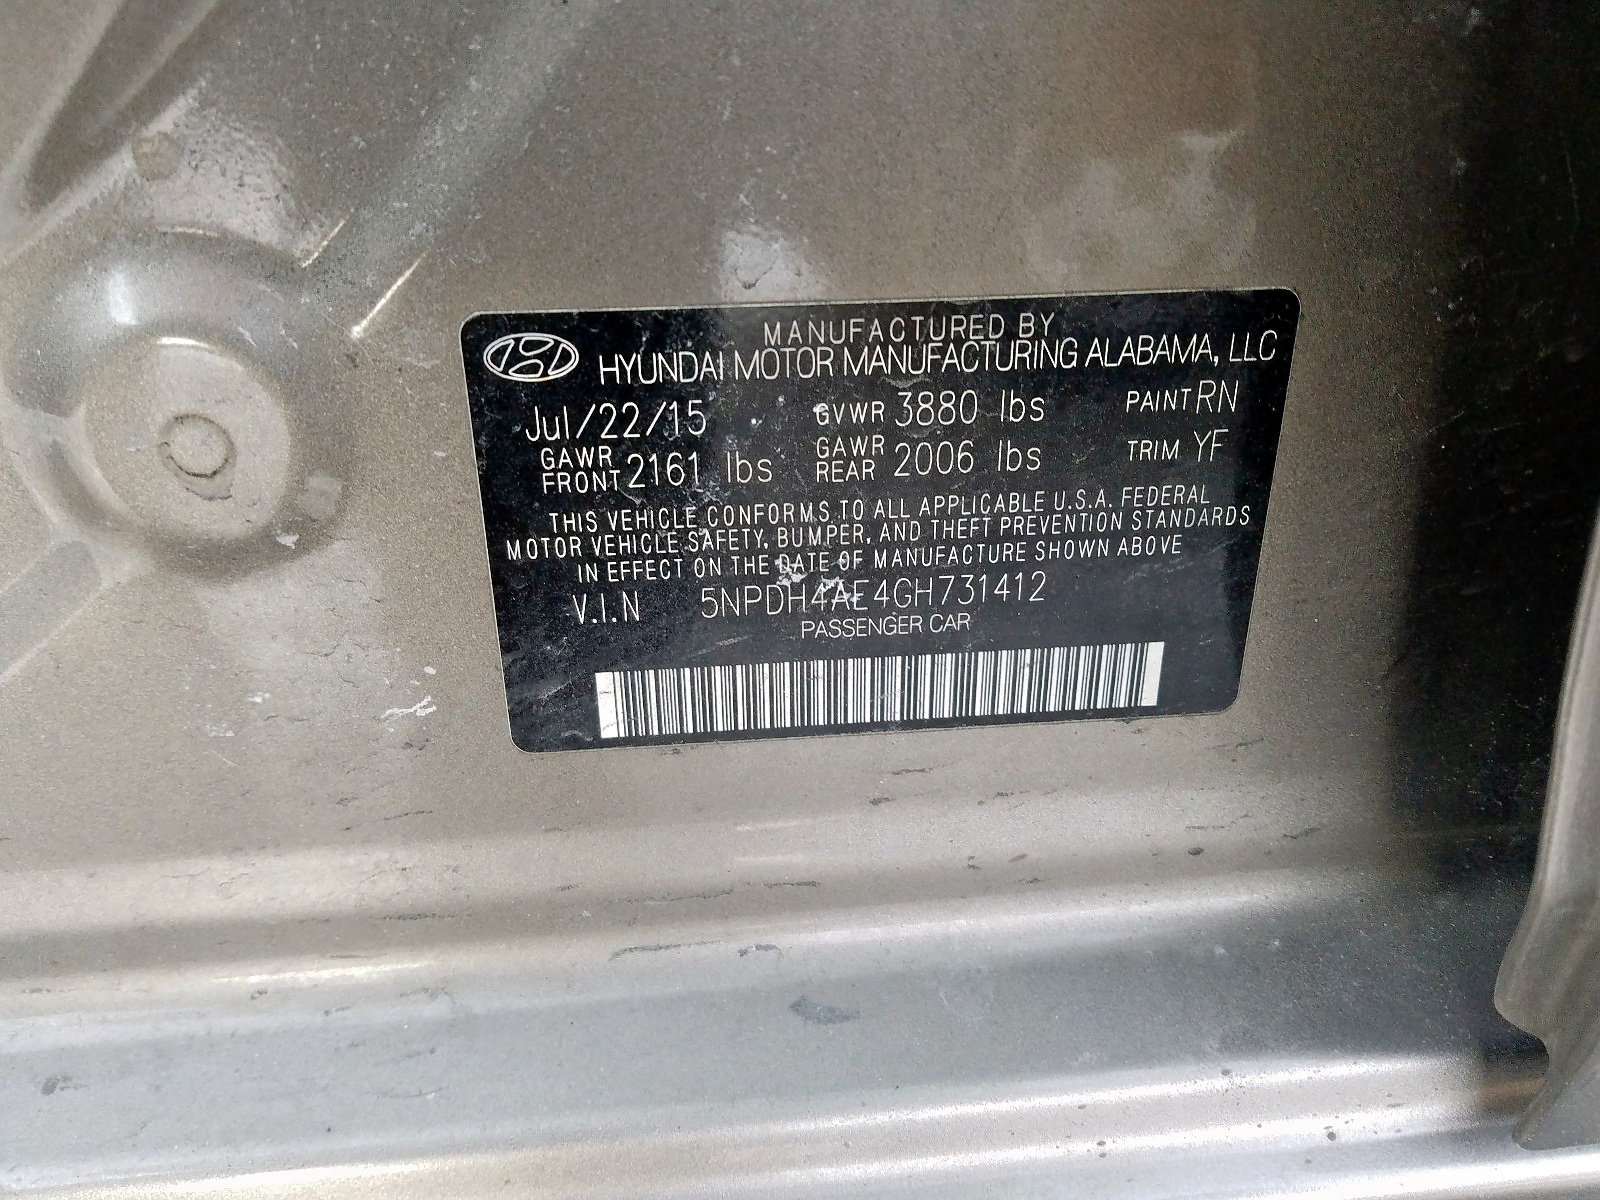 MANUFACTURED BY
HYUNDAI MOTOR MANUFACTURING ALABAMA, LLC
Jul/22/15 GVWR 3880 lbs PAINT RN
GAWR FRONT 2161 lbs GAWR REAR 2006 lbs TRIM YF
THIS VEHICLE CONFORMS TO ALL APPLICABLE U.S.A. FEDERAL
MOTOR VEHICLE SAFETY, BUMPER, AND THEFT PREVENTION STANDARDS
IN EFFECT ON THE DATE OF MANUFACTURE SHOWN ABOVE
V.I.N 5NPDH4AE4GH731412
PASSENGER CAR